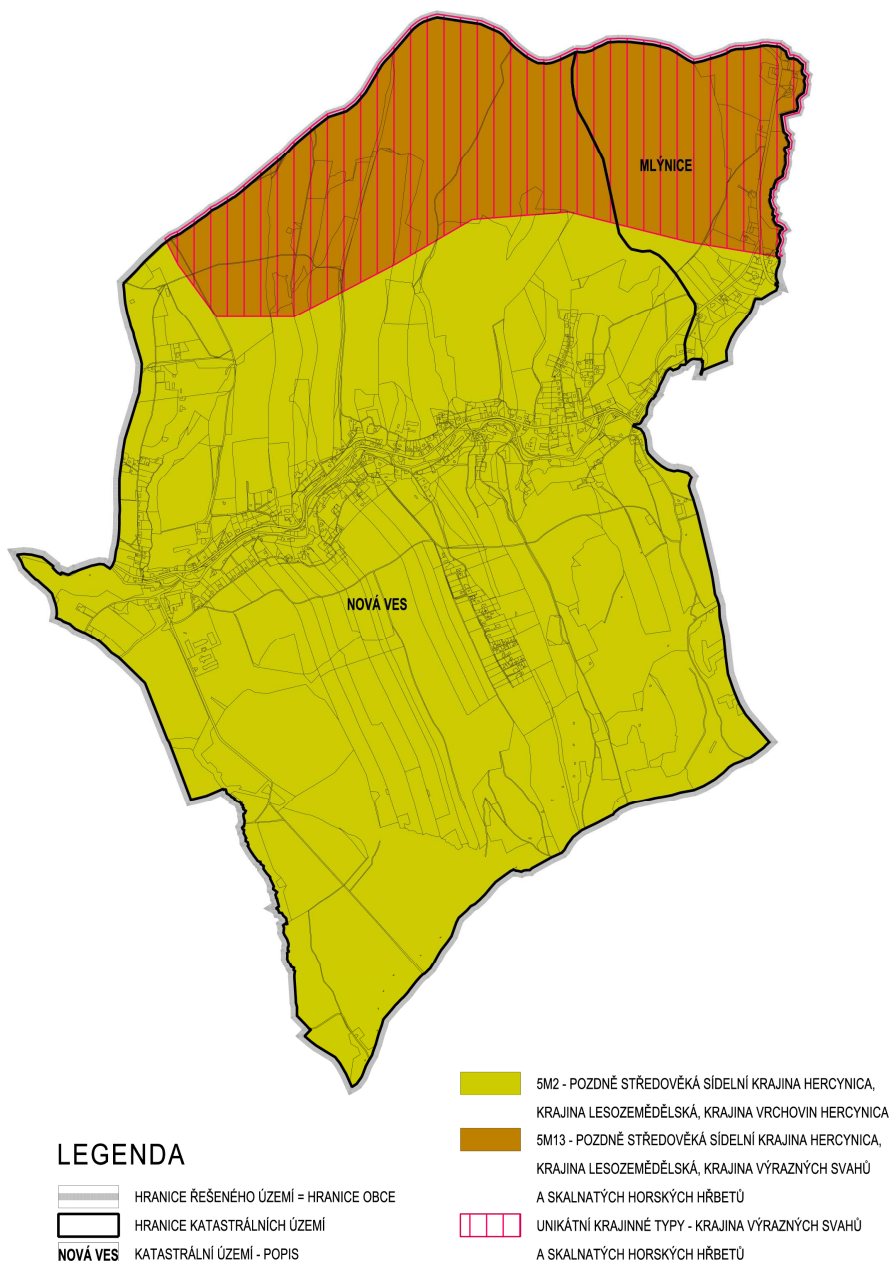 MLÝNICE
NOVÁ VES
LEGENDA
HRANICE ŘEŠENÉHO ÚZEMÍ = HRANICE OBCE
HRANICE KATASTRÁLNÍCH ÚZEMÍ
NOVÁ VES KATASTRÁLNÍ ÚZEMÍ - POPIS
5M2 - POZDNĚ STŘEDOVĚKÁ SÍDELNÍ KRAJINA HERCYNICA,
KRAJINA LESOZEMĚDĚLSKÁ, KRAJINA VRCHOVIN HERCYNICA
5M13 - POZDNĚ STŘEDOVĚKÁ SÍDELNÍ KRAJINA HERCYNICA,
KRAJINA LESOZEMĚDĚLSKÁ, KRAJINA VÝRAZNÝCH SVAHŮ
A SKALNATÝCH HORSKÝCH HŘBETŮ
UNIKÁTNÍ KRAJINNÉ TYPY - KRAJINA VÝRAZNÝCH SVAHŮ
A SKALNATÝCH HORSKÝCH HŘBETŮ